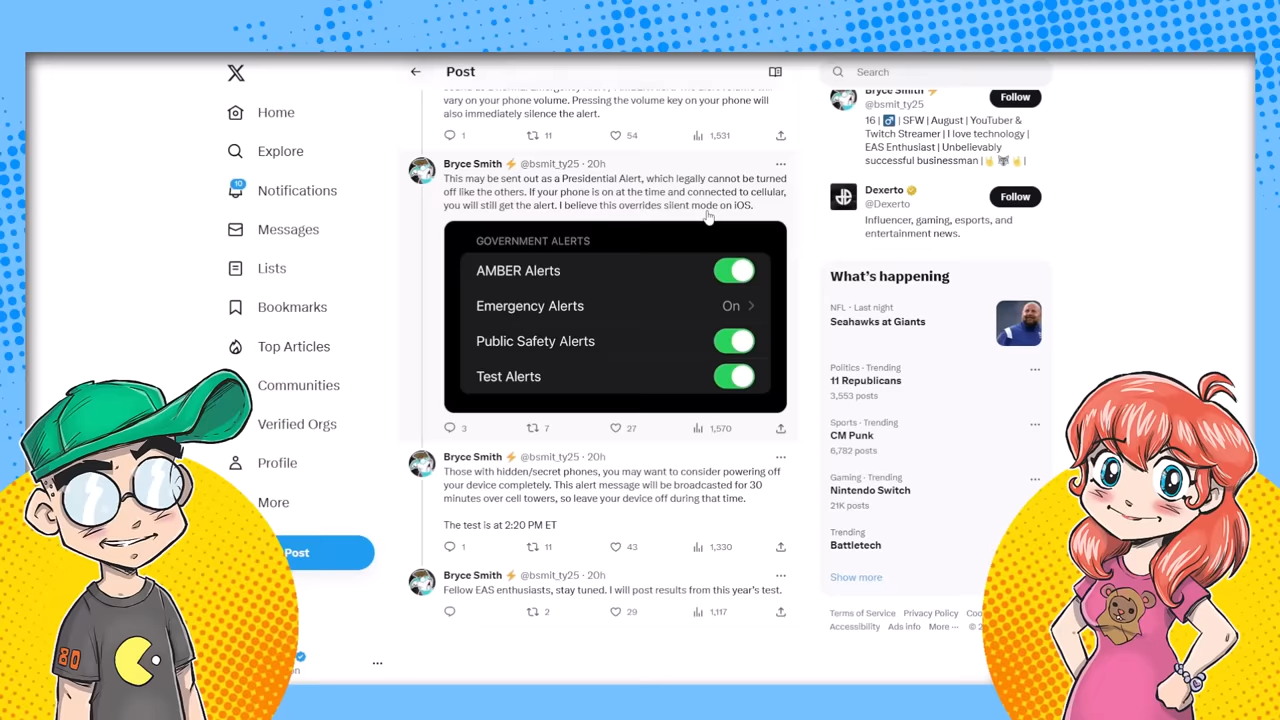 Home
Explore
10
Notifications
Messages
Lists
Bookmarks
Top Articles
Communities
Verified Orgs
Profile
More
Post
Post
vary on your phone volume. Pressing the volume key on your phone will
also immediately silence the alert.
1 11 54 1,531
Bryce Smith⚡ @bsmit_ty25 · 20h
This may be sent out as a Presidential Alert, which legally cannot be turned
off like the others. If your phone is on at the time and connected to cellular,
you will still get the alert. I believe this overrides silent mode on iOS.
GOVERNMENT ALERTS
AMBER Alerts
Emergency Alerts On >
Public Safety Alerts
Test Alerts
3 7 27 1,570
Bryce Smith⚡ @bsmit_ty25 · 20h
Those with hidden/secret phones, you may want to consider powering off
your device completely. This alert message will be broadcasted for 30
minutes over cell towers, so leave your device off during that time.
The test is at 2:20 PM ET
1 11 43 1,330
Bryce Smith⚡ @bsmit_ty25 · 20h
Fellow EAS enthusiasts, stay tuned. I will post results from this year's test.
2 29 1,117
Search
Bryce Smith⚡
@bsmit_ty25
Follow
16 | ♂️ | SFW | August | YouTuber &
Twitch Streamer | I love technology |
EAS Enthusiast | Unbelievably
successful businessman |🤘🐺🤘|
Dexerto
@Dexerto
Follow
Influencer, gaming, esports, and
entertainment news.
What's happening
NFL · Last night
Seahawks at Giants
Politics · Trending
11 Republicans
3,553 posts
Sports · Trending
CM Punk
6,782 posts
Gaming · Trending
Nintendo Switch
21K posts
Trending
Battletech
Show more
Terms of Service Privacy Policy
Accessibility Ads info More ···
80